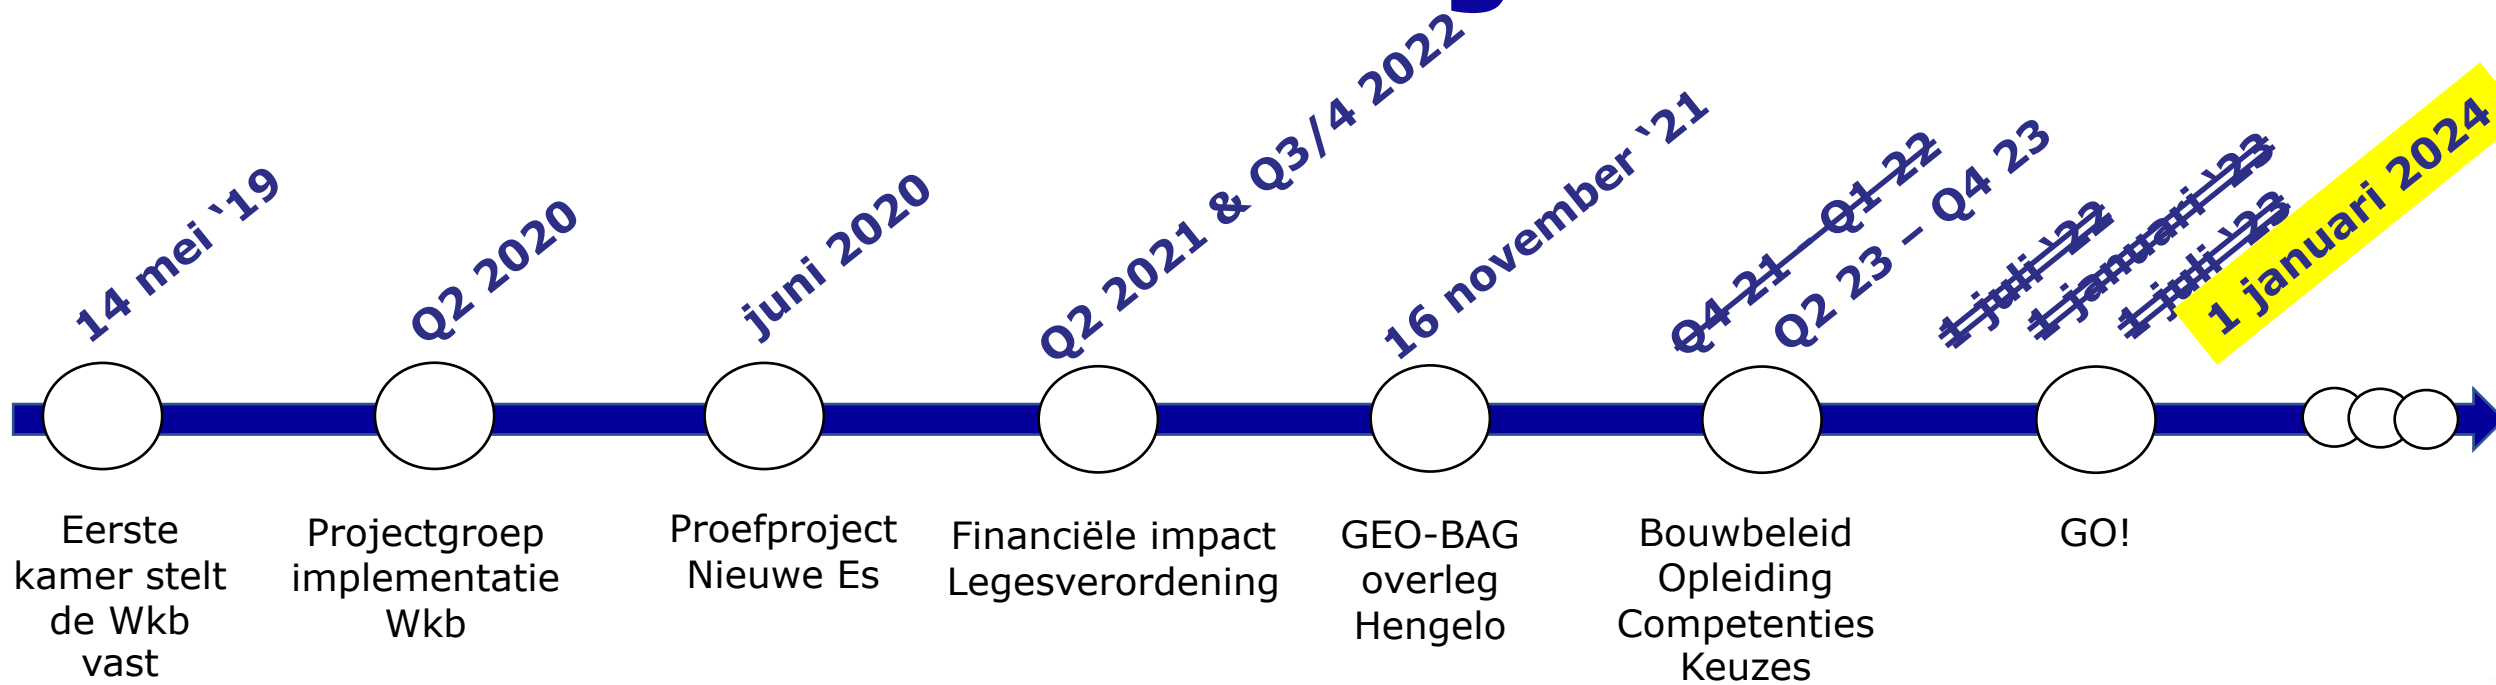 14 mei `19
Q2 2020
juni 2020
Q2 2021 & Q3/4 2022
16 november `21
Q4 21 - Q1 22
Q2 23 – Q4 23
1 juli `22
1 januari `23
1 juli `23
1 januari 2024
Eerste
kamer stelt
de Wkb
vast
Projectgroep
implementatie
Wkb
Proefproject
Nieuwe Es
Financiële impact
Legesverordening
GEO-BAG
overleg
Hengelo
Bouwbeleid
Opleiding
Competenties
Keuzes
GO!